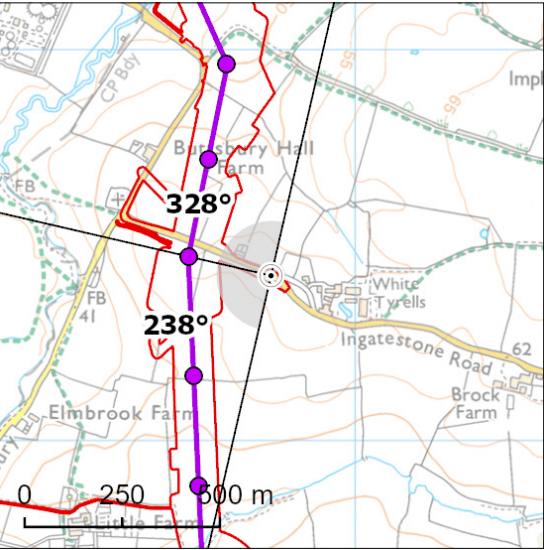 CP Bdy
55
65
Impl
Buttsbury Hall
Farm
328°
FB
White
Tyrells
FB
41
238°
Ingatestone Road
62
Brock
Farm
Elmbrook Farm
0 250 500 m
Little Farm